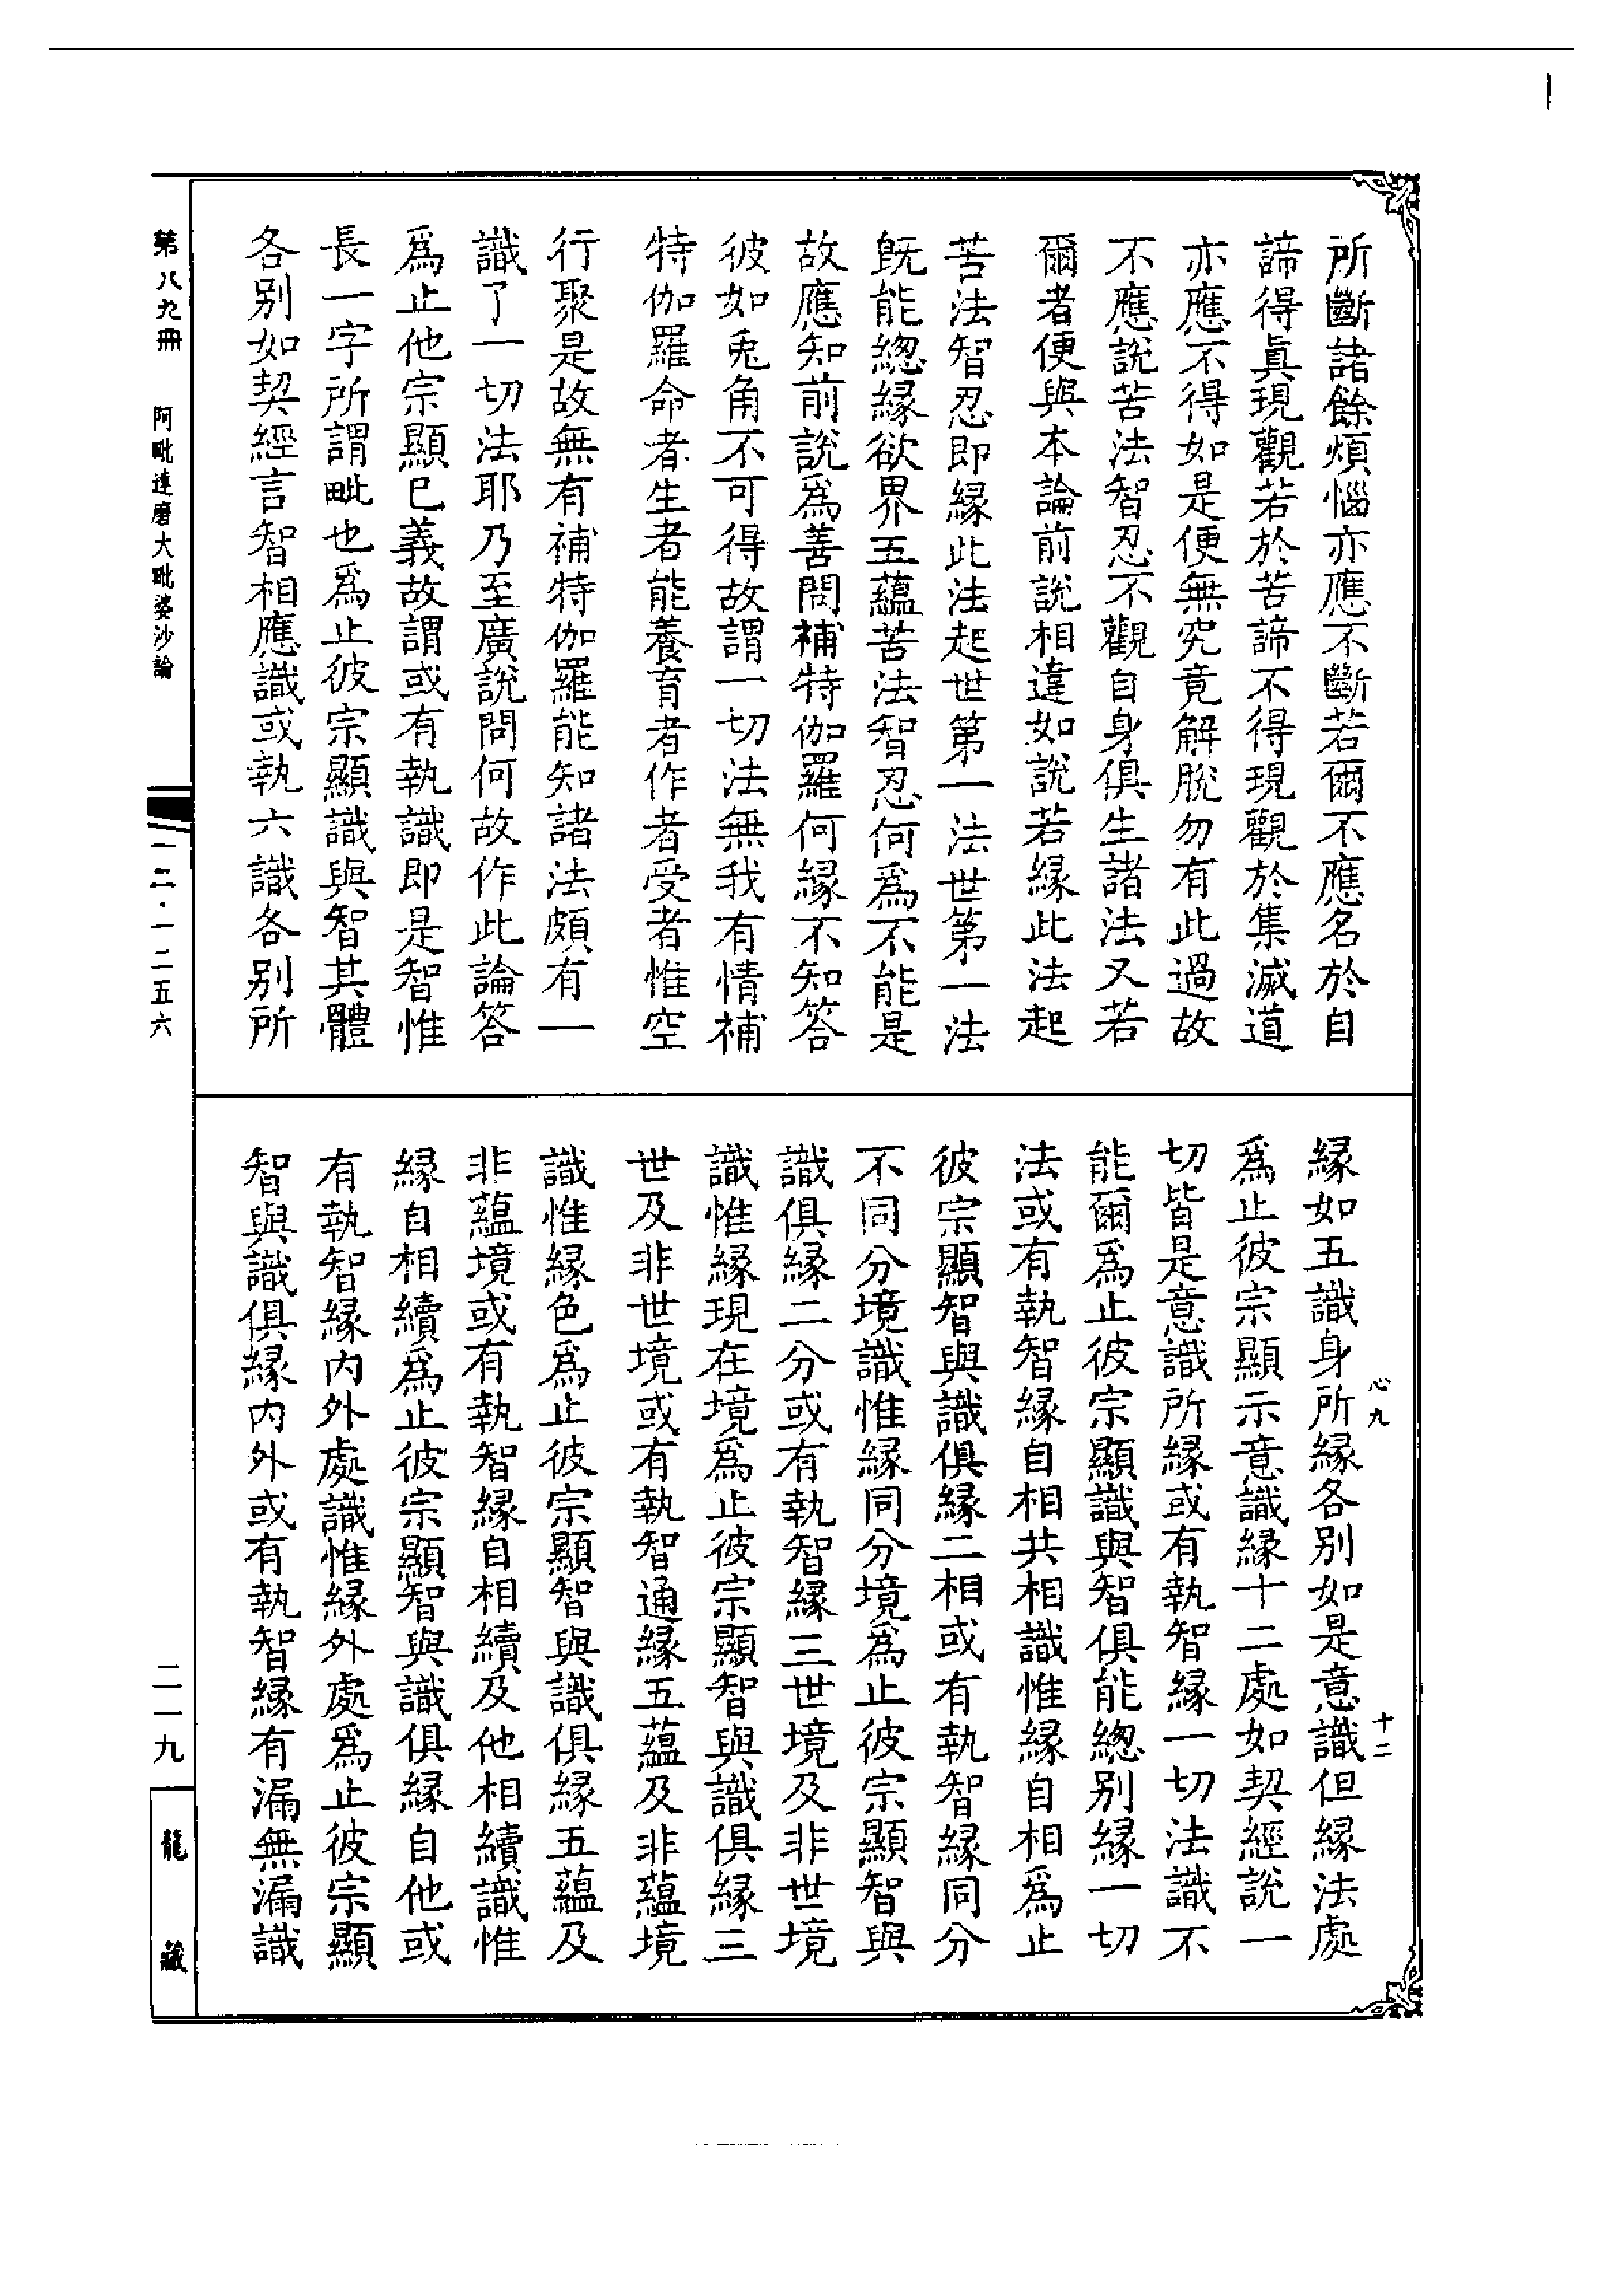 所斷諸餘煩惱亦應不斷若爾不應名於自
諦得眞現觀若於苦諦不得現觀於集滅道
亦應不得如是便無究竟解脫勿有此過故
不應說苦法智忍不觀自身俱生諸法又若
爾者便與本論前說相違如說若緣此法起
苦法智忍即緣此法起世第一法世第一法
旣能緫緣欲界五蘊苦法智忍何爲不能是
故應知前說爲善問補特伽羅何緣不知答
彼如兎角不可得故謂一切法無我有情補
特伽羅命者生者能養育者作者受者惟空
行聚是故無有補特伽羅能知諸法頗有一
識了一切法耶乃至廣說問何故作此論答
爲止他宗顯巳義故謂或有執識即是智惟
長一字所謂毗也爲止彼宗顯識與智其體
各别如契經言智相應識或執六識各别所
緣如五識身所緣各别如是意識但緣法處
爲止彼宗顯示意識緣十二處如契經說一
切皆是意識所緣或有執智緣一切法識不
能爾爲止彼宗顯識與智俱能緫别緣一切
法或有執智緣自相共相識惟緣自相爲止
彼宗顯智與識俱緣二相或有執智緣同分
不同分境識惟緣同分境爲止彼宗顯智與
識俱緣二分或有執智緣三世境及非世境
識惟緣現在境爲止彼宗顯智與識俱緣三
世及非世境或有執智通緣五蘊及非蘊境
識惟緣色爲止彼宗顯智與識俱緣五蘊及
非蘊境或有執智緣自相續及他相續識惟
緣自相續爲止彼宗顯智與識俱緣自他或
有執智緣内外處識惟緣外處爲止彼宗顯
智與識俱緣内外或有執智緣有漏無漏識
心九
十二
第八九冊
阿毗達磨大毗婆沙論
一二·一二五六
二一九
龍藏